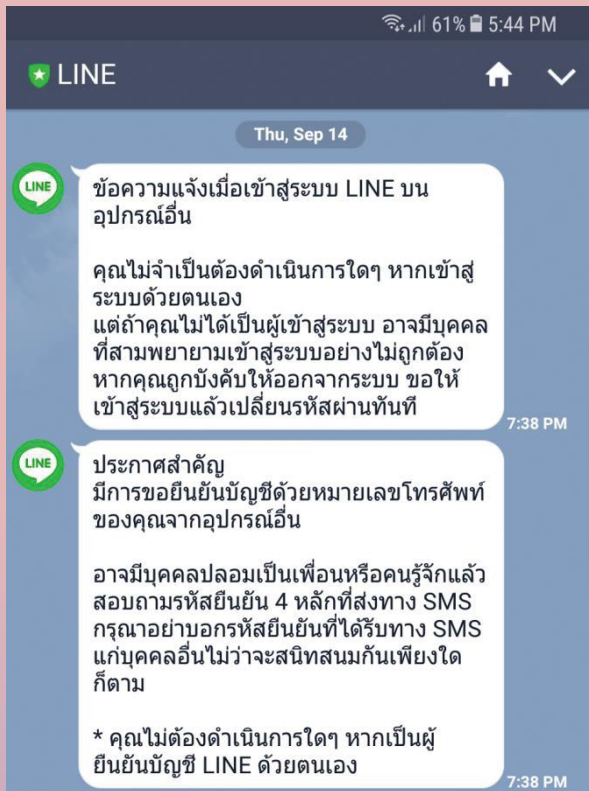 61% 5:44 PM
LINE
Thu, Sep 14
LINE
ข้อความแจ้งเมื่อเข้าสู่ระบบ LINE บน
อุปกรณ์อื่น
คุณไม่จำเป็นต้องดำเนินการใดๆ หากเข้าสู่
ระบบด้วยตนเอง
แต่ถ้าคุณไม่ได้เป็นผู้เข้าสู่ระบบ อาจมีบุคคล
ที่สามพยายามเข้าสู่ระบบอย่างไม่ถูกต้อง
หากคุณถูกบังคับให้ออกจากระบบ ขอให้
เข้าสู่ระบบแล้วเปลี่ยนรหัสผ่านทันที
7:38 PM
LINE
ประกาศสำคัญ
มีการขอยืนยันบัญชีด้วยหมายเลขโทรศัพท์
ของคุณจากอุปกรณ์อื่น
อาจมีบุคคลปลอมเป็นเพื่อนหรือคนรู้จักแล้ว
สอบถามรหัสยืนยัน 4 หลักที่ส่งทาง SMS
กรุณาอย่าบอกรหัสยืนยันที่ได้รับทาง SMS
แก่บุคคลอื่นไม่ว่าจะสนิทสนมกันเพียงใด
ก็ตาม
* คุณไม่ต้องดำเนินการใดๆ หากเป็นผู้
ยืนยันบัญชี LINE ด้วยตนเอง
7:38 PM